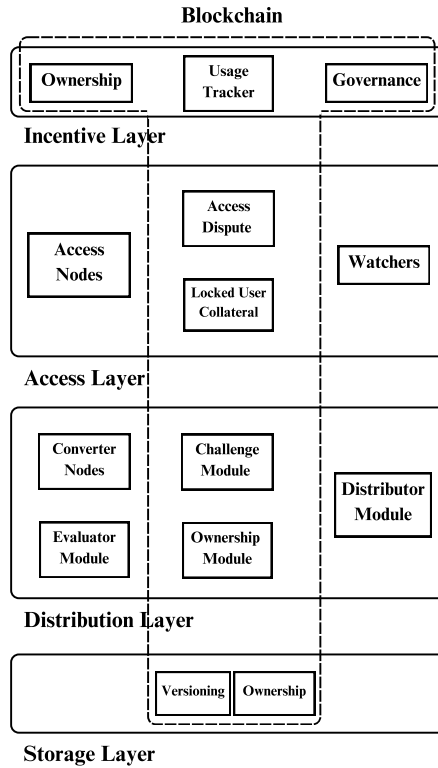 Blockchain
Ownership
Usage
Tracker
Governance
Incentive Layer
Access
Nodes
Access
Dispute
Locked User
Collateral
Watchers
Access Layer
Converter
Nodes
Challenge
Module
Distributor
Module
Evaluator
Module
Ownership
Module
Distribution Layer
Versioning
Ownership
Storage Layer